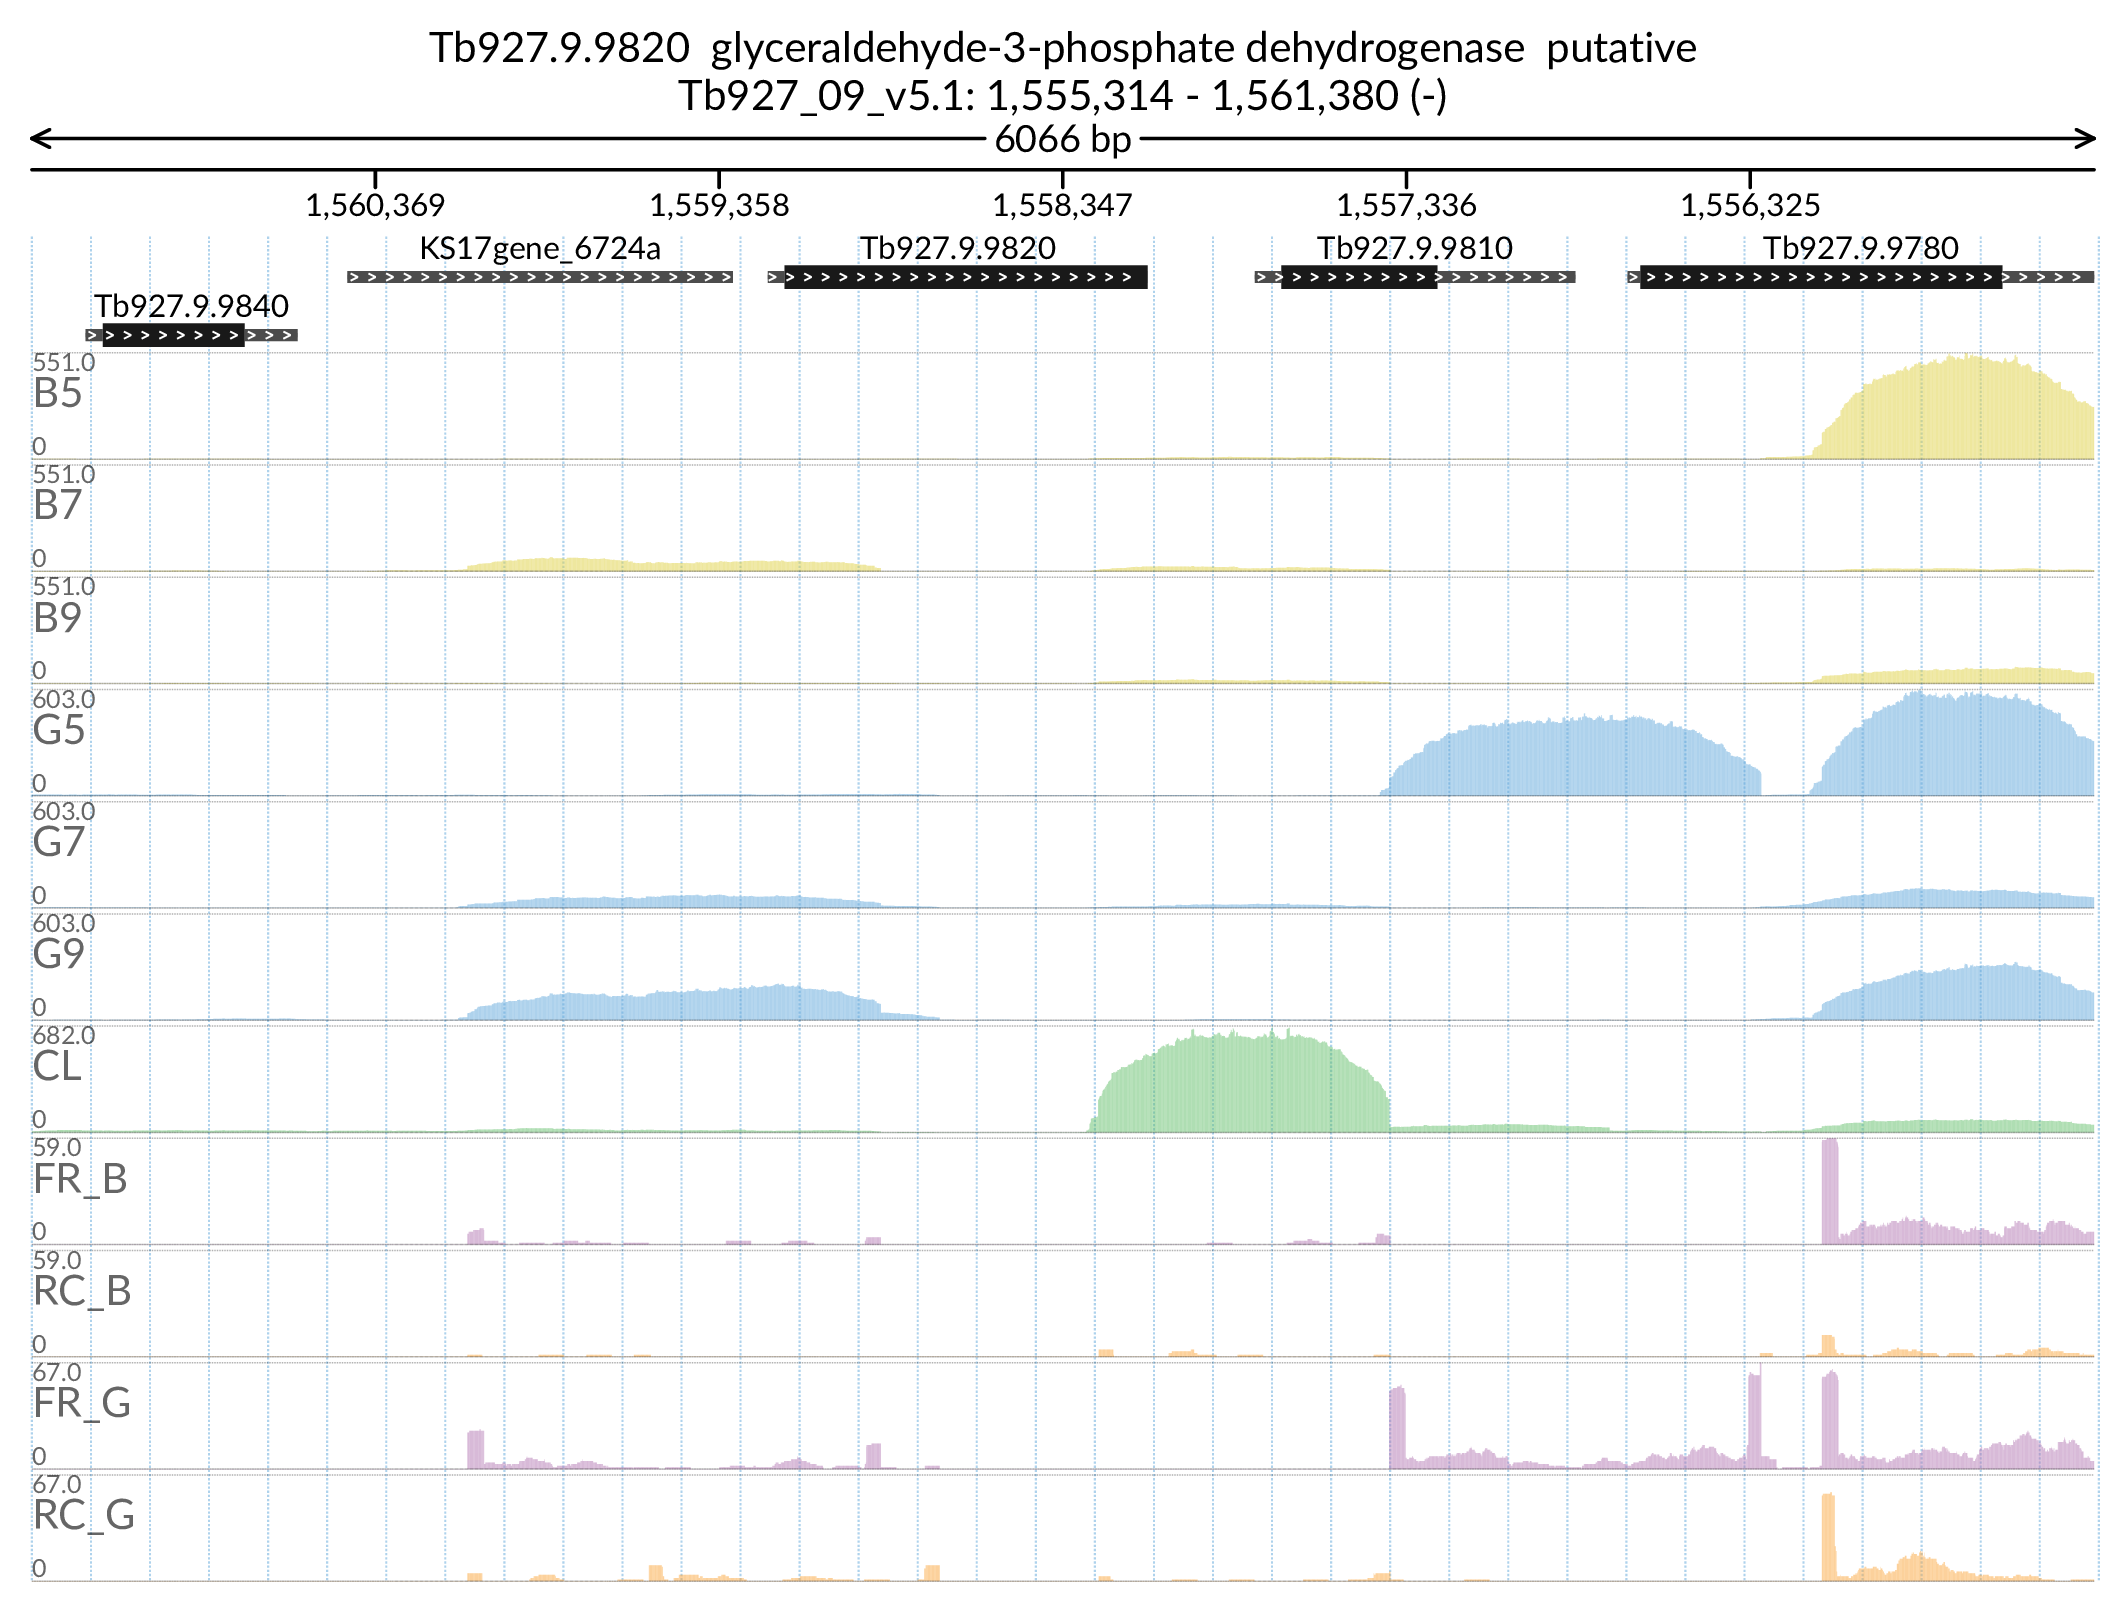 Tb927.9.9820  glyceraldehyde-3-phosphate dehydrogenase  putative
Tb927_09_v5.1: 1,555,314 - 1,561,380 (-)
6066 bp
1,560,369 1,559,358 1,558,347 1,557,336 1,556,325
KS17gene_6724a Tb927.9.9820 Tb927.9.9810 Tb927.9.9780
Tb927.9.9840
551.0
B5
0
551.0
B7
0
551.0
B9
0
603.0
G5
0
603.0
G7
0
603.0
G9
0
682.0
CL
0
59.0
FR_B
0
59.0
RC_B
0
67.0
FR_G
0
67.0
RC_G
0